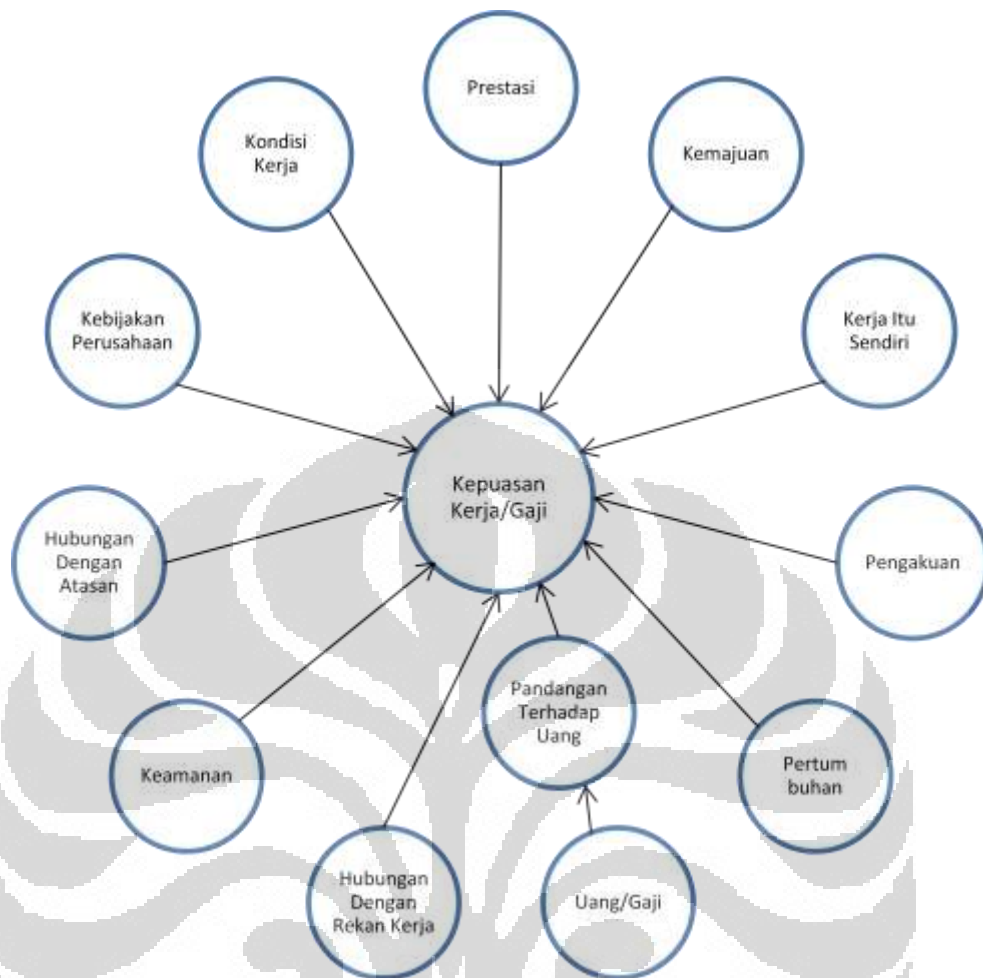 Prestasi
Kondisi
Kerja
Kemajuan
Kebijakan
Perusahaan
Kerja Itu
Sendiri
Kepuasan
Kerja/Gaji
Hubungan
Dengan
Atasan
Pengakuan
Pandangan
Terhadap
Uang
Keamanan
Pertum
buhan
Hubungan
Dengan
Rekan Kerja
Uang/Gaji